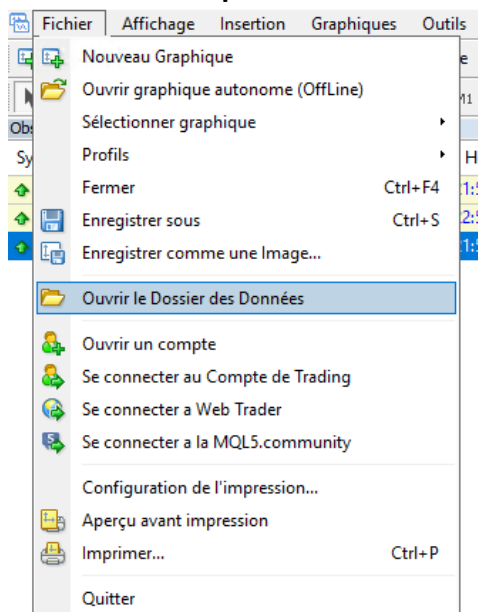 Fichier Affichage Insertion Graphiques Outils
Nouveau Graphique
Ouvrir graphique autonome (OffLine)
M1
Sélectionner graphique
Sy
Profils
H
Fermer Ctrl+F4
Enregistrer sous Ctrl+S
Enregistrer comme une Image...
Ouvrir le Dossier des Données
Ouvrir un compte
Se connecter au Compte de Trading
Se connecter a Web Trader
Se connecter a la MQL5.community
Configuration de l'impression...
Aperçu avant impression
Imprimer... Ctrl+P
Quitter